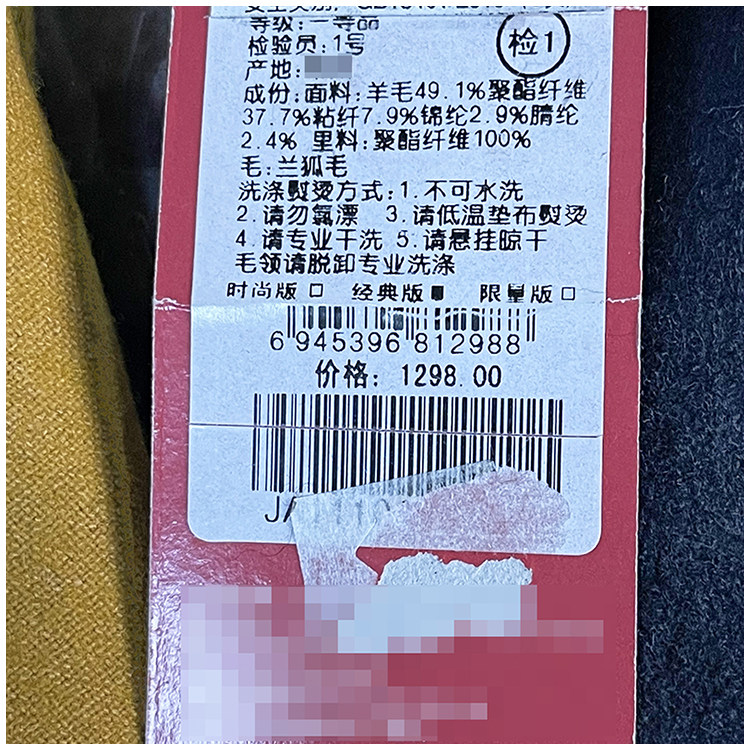 等级:一等品
检验员:1号
检1
产地:
成份:面料:羊毛49.1%聚酯纤维
37.7%粘纤7.9%锦纶2.9%腈纶
2.4% 里料:聚酯纤维100%
毛:兰狐毛
洗涤熨烫方式:1.不可水洗
2.请勿氯漂 3.请低温垫布熨烫
4.请专业干洗 5.请悬挂晾干
毛领请脱卸专业洗涤
时尚版□ 经典版■ 限量版□
6 945396 812988
价格: 1298.00